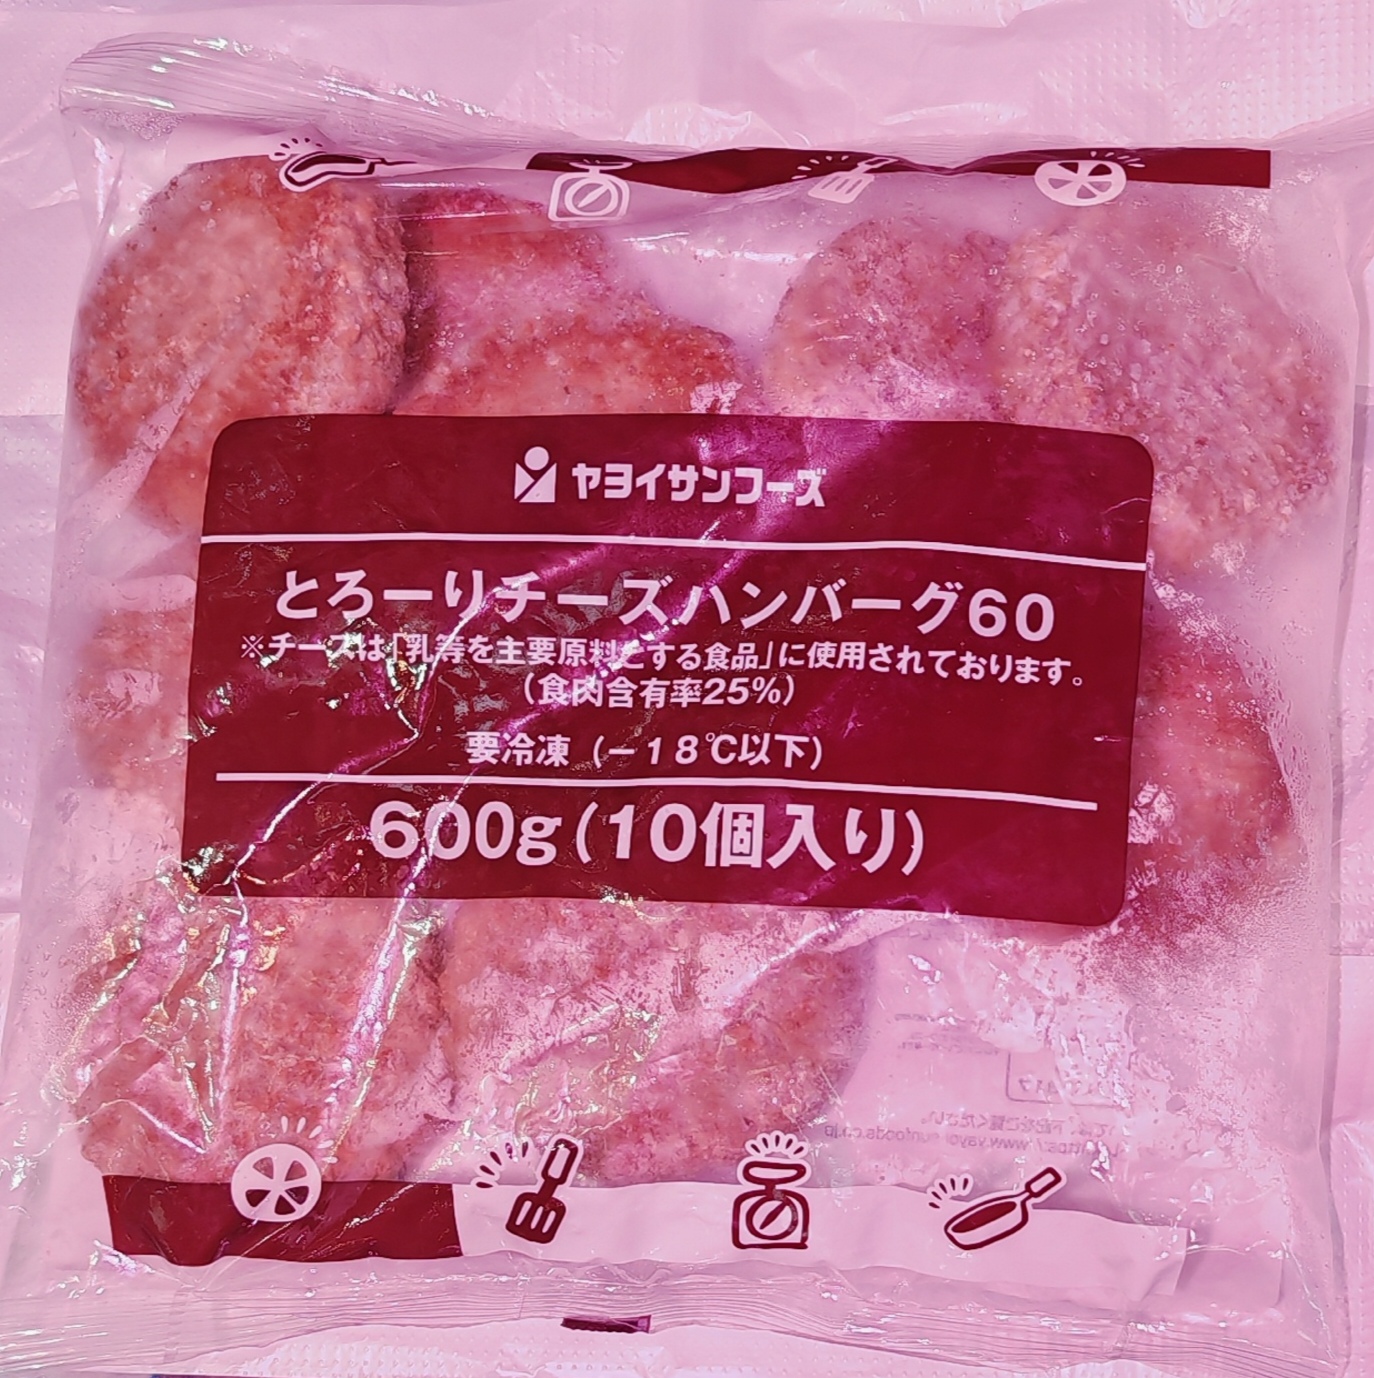 ヤヨイサンフーズ
とろーりチーズハンバーグ60
※チーズは「乳等を主要原料とする食品」に使用されております。
(食肉含有率25%)
要冷凍(−18℃以下)
600g(10個入り)